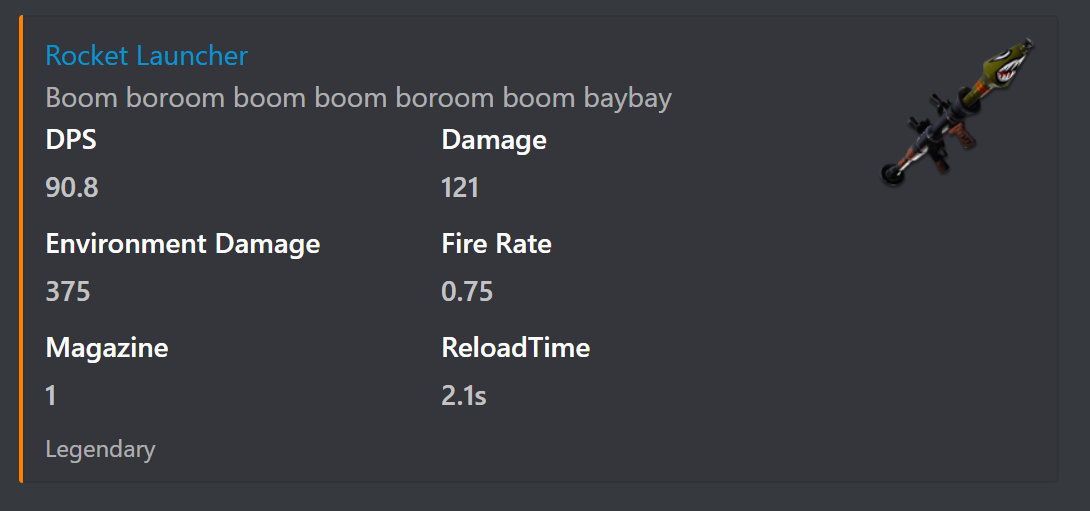 Rocket Launcher
Boom boroom boom boom boroom boom baybay
DPS Damage
90.8 121
Environment Damage Fire Rate
375 0.75
Magazine ReloadTime
1 2.1s
Legendary